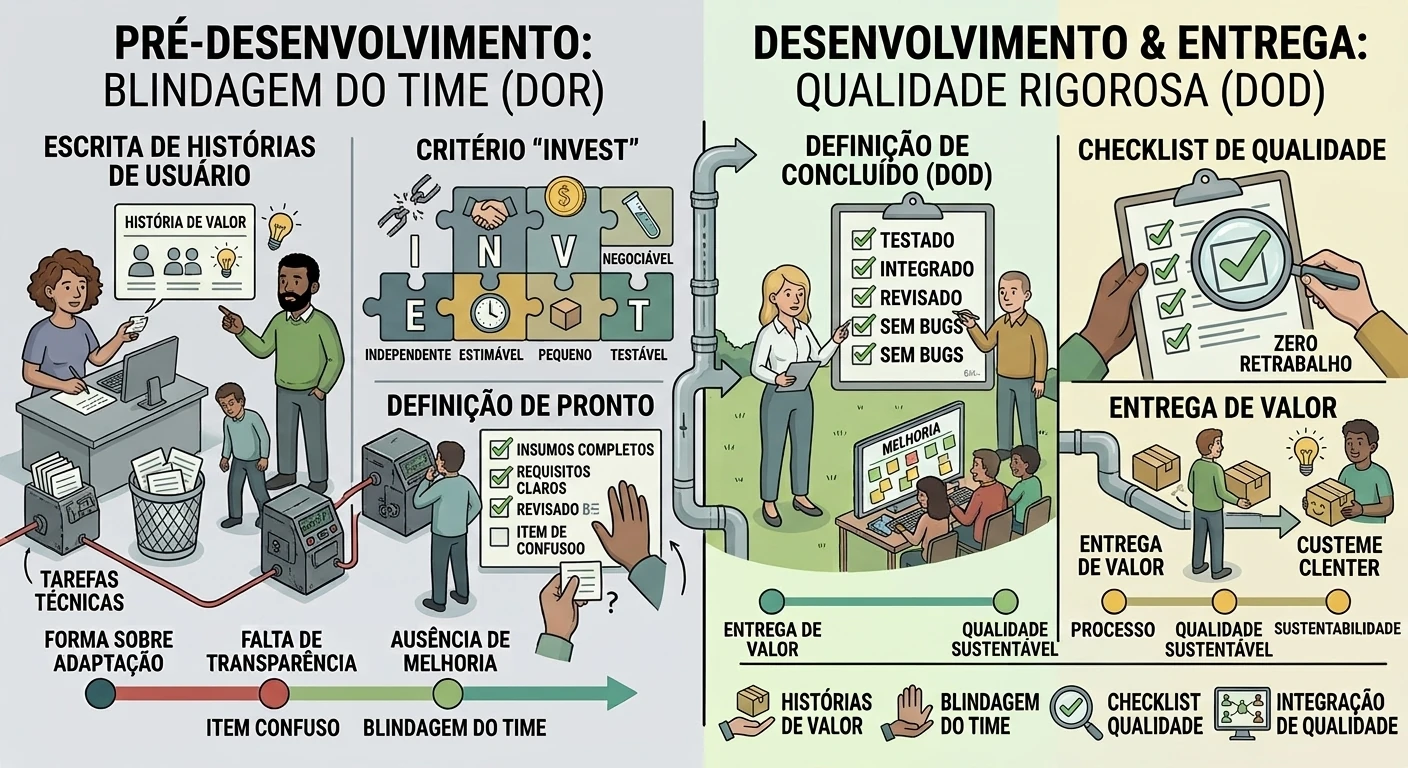 PRÉ-DESENVOLVIMENTO:
BLINDAGEM DO TIME (DOR)
ESCRITA DE HISTÓRIAS
DE USUÁRIO
HISTÓRIA DE VALOR
TAREFAS
TÉCNICAS
CRITÉRIO “INVEST”
I N V
NEGOCIÁVEL
E T
INDEPENDENTE ESTIMÁVEL PEQUENO TESTÁVEL
DEFINIÇÃO DE PRONTO
INSUMOS COMPLETOS
REQUISITOS
CLAROS
REVISADO
ITEM DE
CONFUSOO
?
FORMA SOBRE
ADAPTAÇÃO
FALTA DE
TRANSPARÊNCIA
AUSÊNCIA DE
MELHORIA
ITEM CONFUSO
BLINDAGEM DO TIME
DESENVOLVIMENTO & ENTREGA:
QUALIDADE RIGOROSA (DOD)
DEFINIÇÃO DE
CONCLUÍDO (DOD)
TESTADO
INTEGRADO
REVISADO
SEM BUGS
SEM BUGS
MELHORIA
ENTREGA DE
VALOR
QUALIDADE
SUSTENTÁVEL
CHECKLIST DE QUALIDADE
ZERO
RETRABALHO
ENTREGA DE VALOR
ENTREGA
DE VALOR
CUSTEME
CLENTER
PROCESSO
QUALIDADE
SUSTENTÁVEL
SUSTENTABILIDADE
HISTÓRIAS
DE VALOR
BLINDAGEM
DO TIME
CHECKLIST
QUALIDADE
INTEGRAÇÃO
DE QUALIDADE